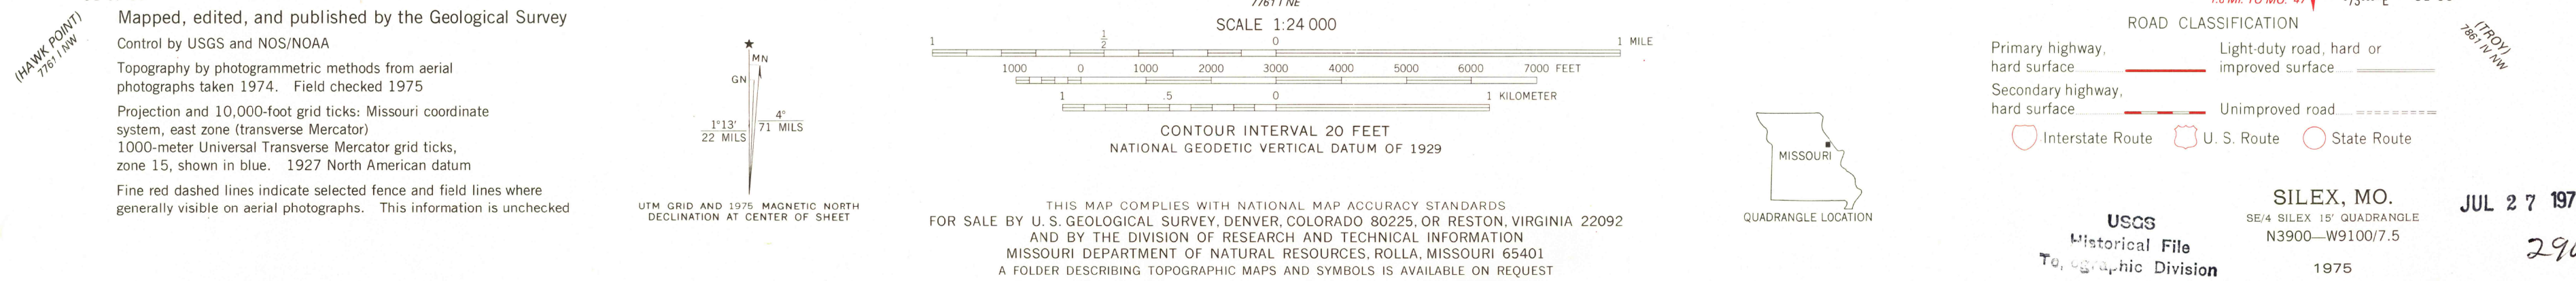 (HAWK POINT)
7761 I NW
Mapped, edited, and published by the Geological Survey
Control by USGS and NOS/NOAA
Topography by photogrammetric methods from aerial
photographs taken 1974. Field checked 1975
Projection and 10,000-foot grid ticks: Missouri coordinate
system, east zone (transverse Mercator)
1000-meter Universal Transverse Mercator grid ticks,
zone 15, shown in blue. 1927 North American datum
Fine red dashed lines indicate selected fence and field lines where
generally visible on aerial photographs. This information is unchecked
MN
GN
1°13′
22 MILS
4°
71 MILS
UTM GRID AND 1975 MAGNETIC NORTH
DECLINATION AT CENTER OF SHEET
7761 I NE
SCALE 1:24 000
1 1/2 0 1 MILE
1000 0 1000 2000 3000 4000 5000 6000 7000 FEET
1 .5 0 1 KILOMETER
CONTOUR INTERVAL 20 FEET
NATIONAL GEODETIC VERTICAL DATUM OF 1929
THIS MAP COMPLIES WITH NATIONAL MAP ACCURACY STANDARDS
FOR SALE BY U. S. GEOLOGICAL SURVEY, DENVER, COLORADO 80225, OR RESTON, VIRGINIA 22092
AND BY THE DIVISION OF RESEARCH AND TECHNICAL INFORMATION
MISSOURI DEPARTMENT OF NATURAL RESOURCES, ROLLA, MISSOURI 65401
A FOLDER DESCRIBING TOPOGRAPHIC MAPS AND SYMBOLS IS AVAILABLE ON REQUEST
MISSOURI
QUADRANGLE LOCATION
ROAD CLASSIFICATION
Primary highway,
hard surface
Light-duty road, hard or
improved surface
Secondary highway,
hard surface
Unimproved road
Interstate Route
U. S. Route
State Route
(TROY)
7861 IV NW
USGS
Historical File
Topographic Division
SILEX, MO.
SE/4 SILEX 15′ QUADRANGLE
N3900—W9100/7.5
1975
JUL 27 197